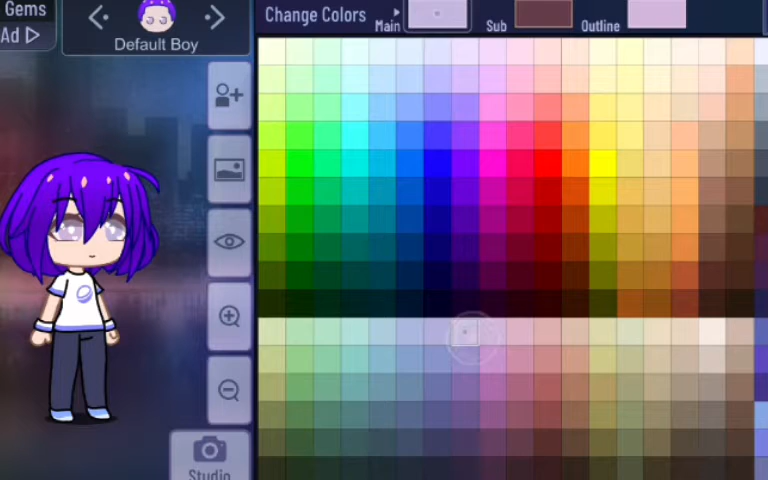 Gems
Ad
Default Boy
Change Colors
Main
Sub
Outline
Studio